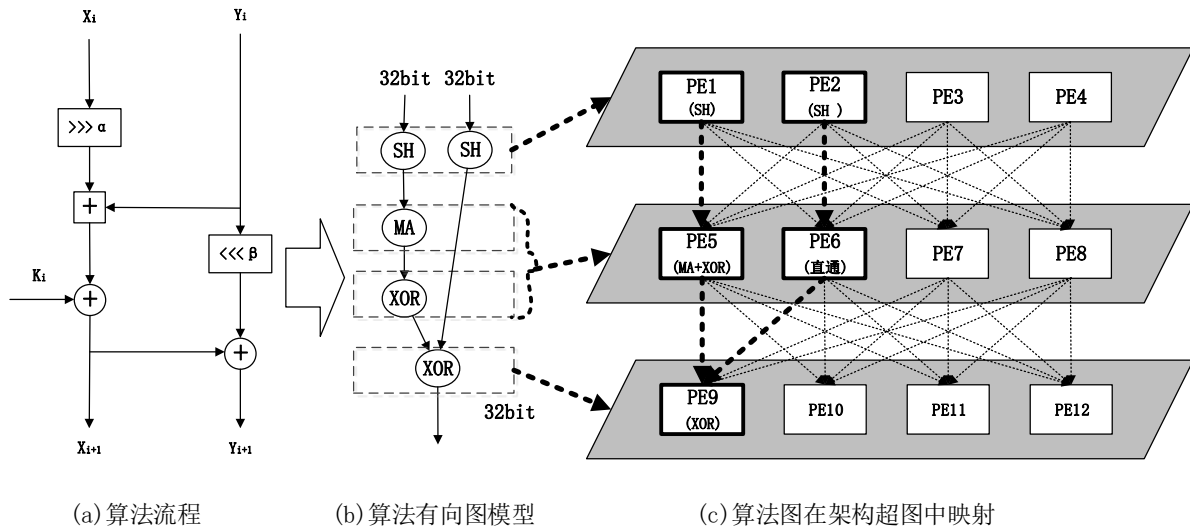 Xi
Yi
>>> α
+
<<< β
Ki
+
+
Xi+1
Yi+1
32bit 32bit
SH SH
MA
XOR
XOR
32bit
PE1
(SH)
PE2
(SH )
PE3
PE4
PE5
(MA+XOR)
PE6
(直通)
PE7
PE8
PE9
(XOR)
PE10
PE11
PE12
(a)算法流程
(b)算法有向图模型
(c)算法图在架构超图中映射